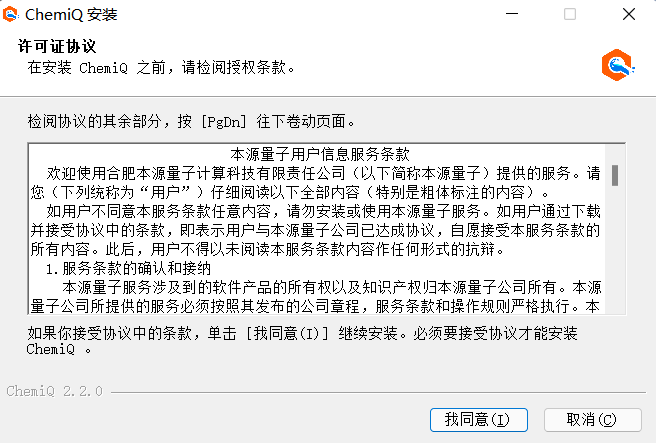 ChemiQ 安装
许可证协议
在安装 ChemiQ 之前，请检阅授权条款。
检阅协议的其余部分，按 [PgDn] 往下卷动页面。
本源量子用户信息服务条款
欢迎使用合肥本源量子计算科技有限责任公司（以下简称本源量子）提供的服务。请
您（下列统称为“用户”）仔细阅读以下全部内容（特别是粗体标注的内容）。
如用户不同意本服务条款任意内容，请勿安装或使用本源量子服务。如用户通过下载
并接受协议中的条款，即表示用户与本源量子公司已达成协议，自愿接受本服务条款的
所有内容。此后，用户不得以未阅读本服务条款内容作任何形式的抗辩。
1.服务条款的确认和接纳
本源量子服务涉及到的软件产品的所有权以及知识产权归本源量子公司所有。本源
量子公司所提供的服务必须按照其发布的公司章程，服务条款和操作规则严格执行。本
如果你接受协议中的条款，单击 [我同意(I)] 继续安装。必须要接受协议才能安装
ChemiQ 。
ChemiQ 2.2.0
我同意(I)
取消(C)